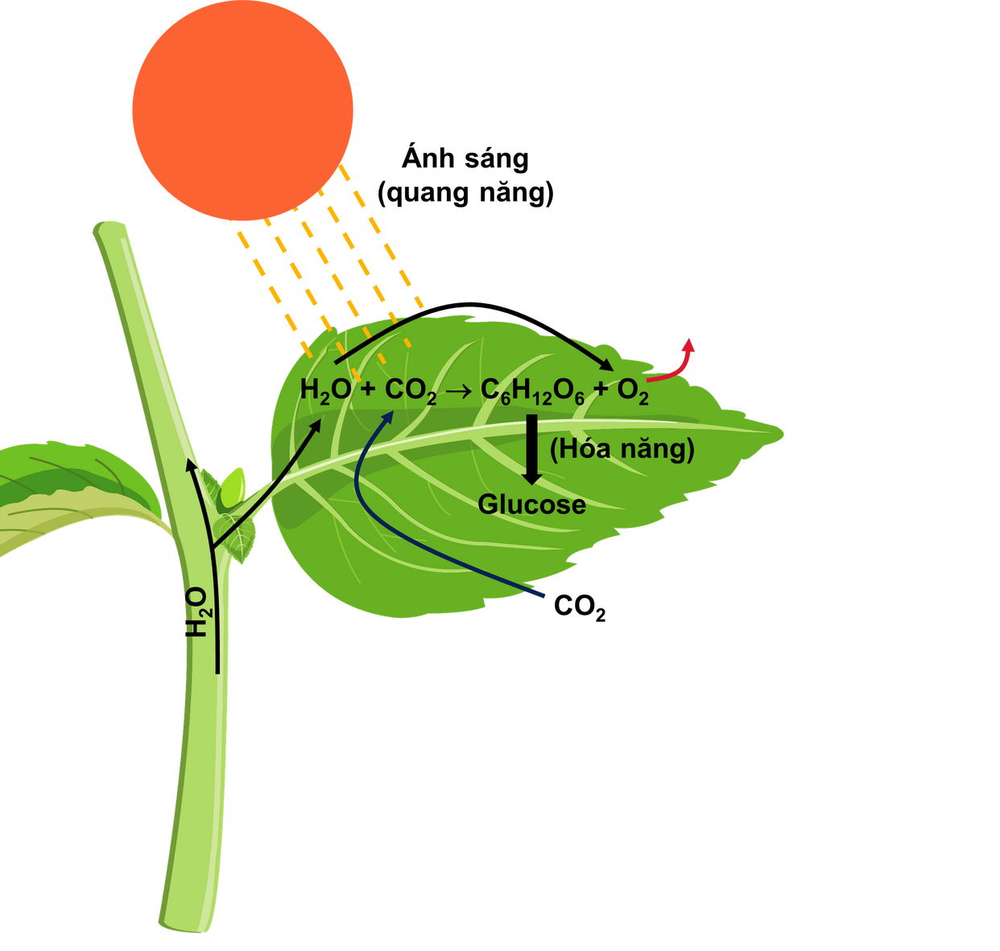 Ánh sáng
(quang năng)
H₂O + CO₂ → C₆H₁₂O₆ + O₂
(Hóa năng)
Glucose
H₂O
CO₂